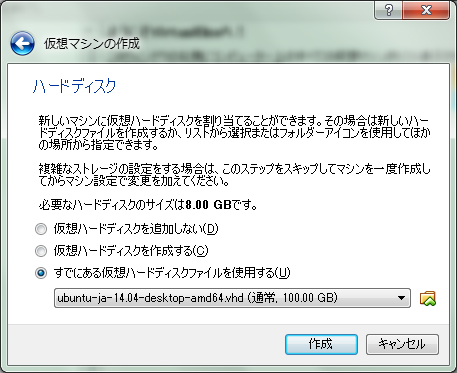 仮想マシンの作成
ハードディスク
新しいマシンに仮想ハードディスクを割り当てることができます。その場合は新しいハー
ドディスクファイルを作成するか、リストから選択またはフォルダーアイコンを使用してほか
の場所から指定できます。
複雑なストレージの設定をする場合は、このステップをスキップしてマシンを一度作成し
てからマシン設定で変更を加えてください。
必要なハードディスクのサイズは8.00 GBです。
仮想ハードディスクを追加しない(D)
仮想ハードディスクを作成する(C)
すでにある仮想ハードディスクファイルを使用する(U)
ubuntu-ja-14.04-desktop-amd64.vhd (通常, 100.00 GB)
作成 キャンセル